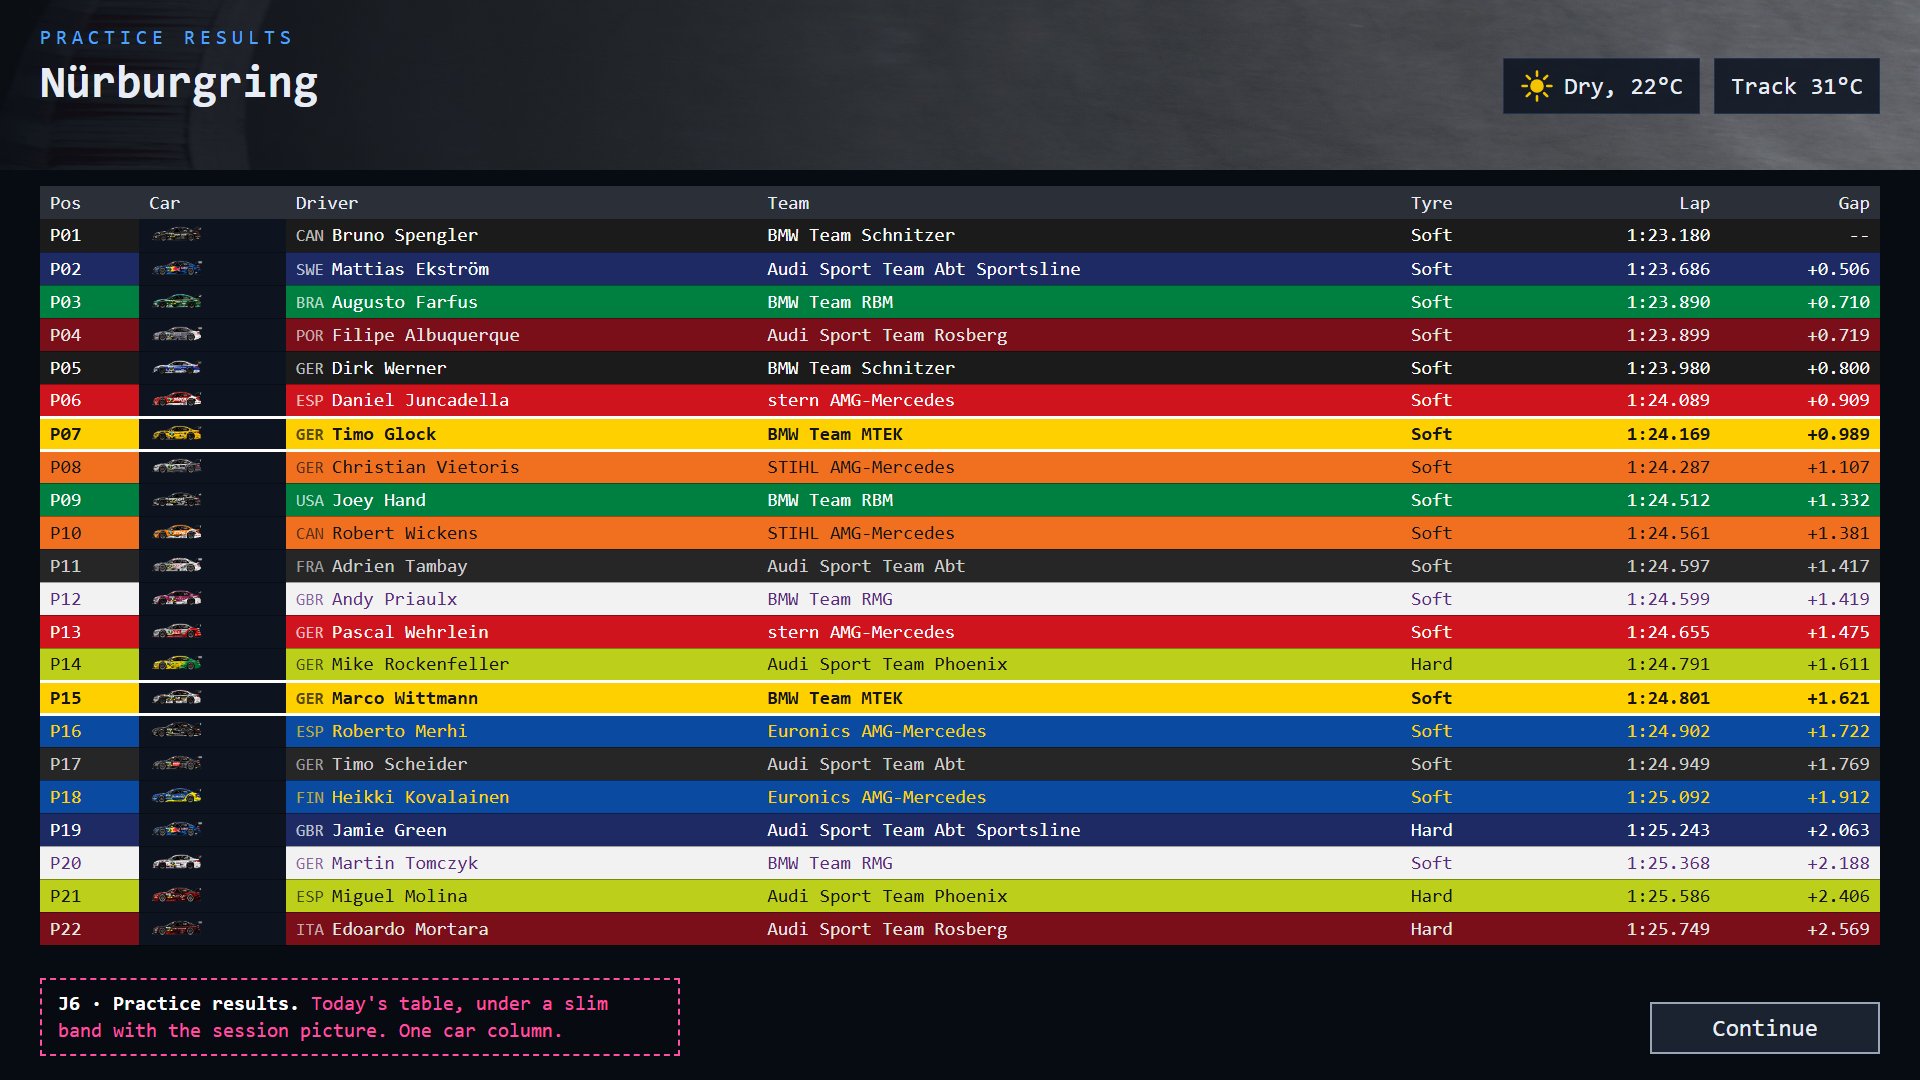 PRACTICE RESULTS
Nürburgring
Dry, 22°C
Track 31°C
Pos Car Driver Team Tyre Lap Gap
P01 CAN Bruno Spengler BMW Team Schnitzer Soft 1:23.180 --
P02 SWE Mattias Ekström Audi Sport Team Abt Sportsline Soft 1:23.686 +0.506
P03 BRA Augusto Farfus BMW Team RBM Soft 1:23.890 +0.710
P04 POR Filipe Albuquerque Audi Sport Team Rosberg Soft 1:23.899 +0.719
P05 GER Dirk Werner BMW Team Schnitzer Soft 1:23.980 +0.800
P06 ESP Daniel Juncadella stern AMG-Mercedes Soft 1:24.089 +0.909
P07 GER Timo Glock BMW Team MTEK Soft 1:24.169 +0.989
P08 GER Christian Vietoris STIHL AMG-Mercedes Soft 1:24.287 +1.107
P09 USA Joey Hand BMW Team RBM Soft 1:24.512 +1.332
P10 CAN Robert Wickens STIHL AMG-Mercedes Soft 1:24.561 +1.381
P11 FRA Adrien Tambay Audi Sport Team Abt Soft 1:24.597 +1.417
P12 GBR Andy Priaulx BMW Team RMG Soft 1:24.599 +1.419
P13 GER Pascal Wehrlein stern AMG-Mercedes Soft 1:24.655 +1.475
P14 GER Mike Rockenfeller Audi Sport Team Phoenix Hard 1:24.791 +1.611
P15 GER Marco Wittmann BMW Team MTEK Soft 1:24.801 +1.621
P16 ESP Roberto Merhi Euronics AMG-Mercedes Soft 1:24.902 +1.722
P17 GER Timo Scheider Audi Sport Team Abt Soft 1:24.949 +1.769
P18 FIN Heikki Kovalainen Euronics AMG-Mercedes Soft 1:25.092 +1.912
P19 GBR Jamie Green Audi Sport Team Abt Sportsline Hard 1:25.243 +2.063
P20 GER Martin Tomczyk BMW Team RMG Soft 1:25.368 +2.188
P21 ESP Miguel Molina Audi Sport Team Phoenix Hard 1:25.586 +2.406
P22 ITA Edoardo Mortara Audi Sport Team Rosberg Hard 1:25.749 +2.569
J6 · Practice results. Today's table, under a slim
band with the session picture. One car column.
Continue